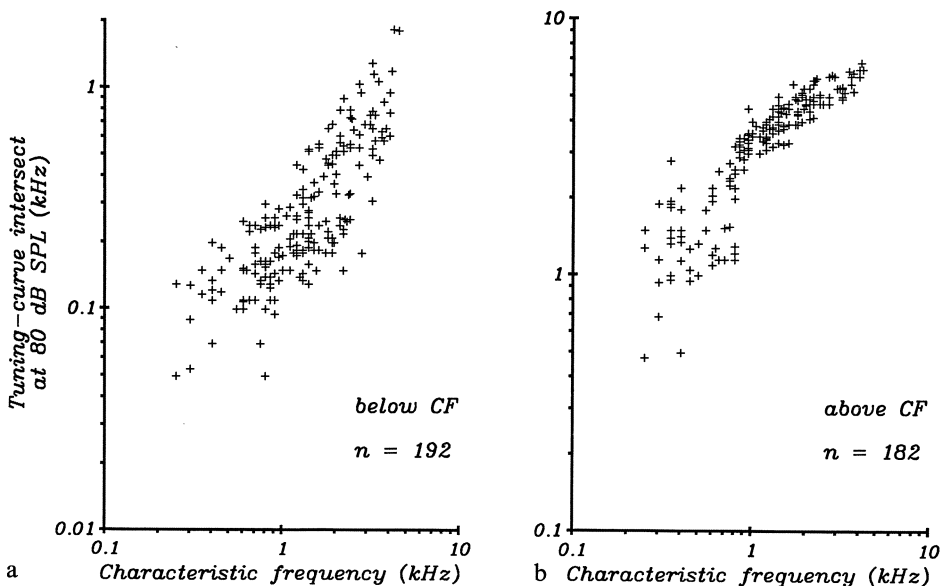 Tuning-curve intersect
at 80 dB SPL (kHz)
1
0.1
0.01
0.1
1
10
below CF
n = 192
a
Characteristic frequency (kHz)
10
1
0.1
0.1
1
10
above CF
n = 182
b
Characteristic frequency (kHz)